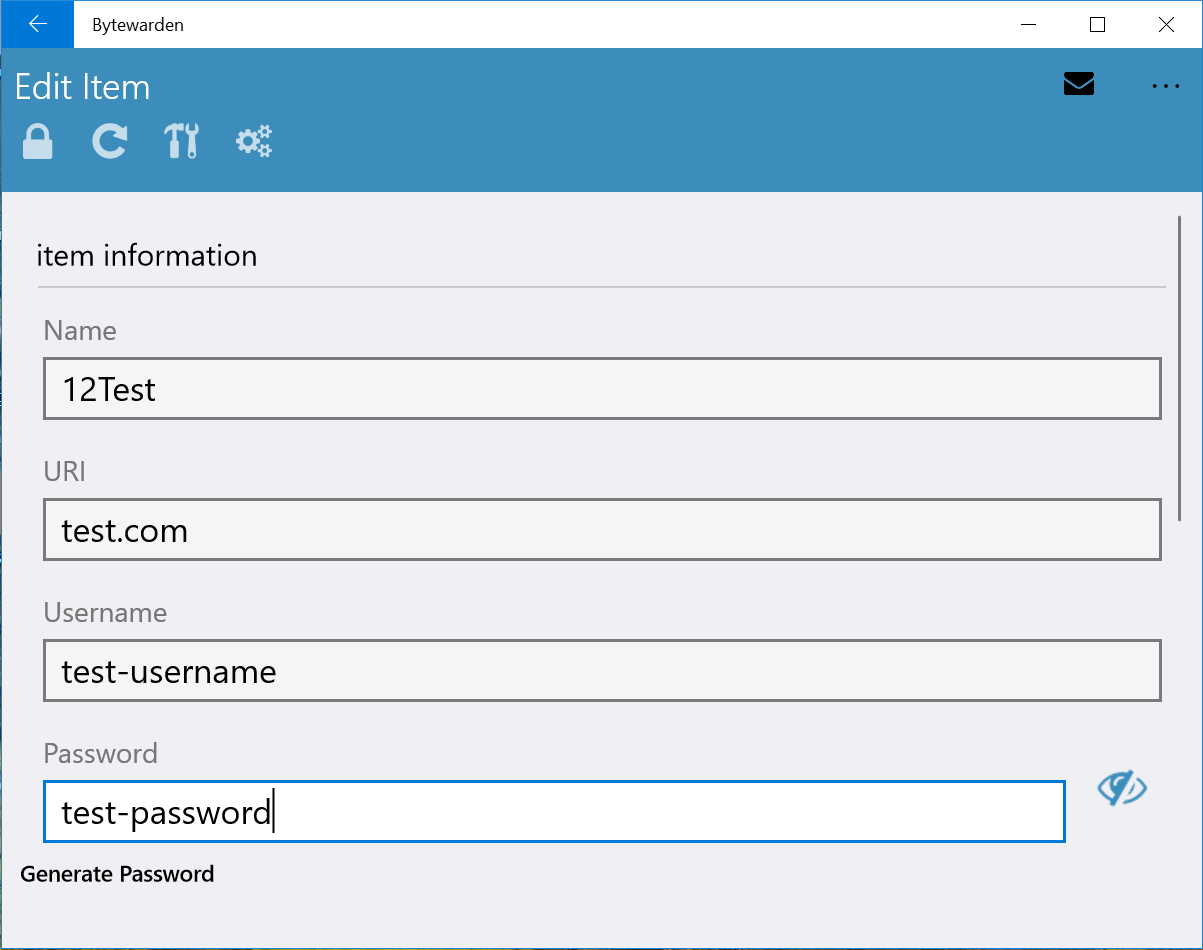 Bytewarden
Edit Item
...
item information
Name
12Test
URI
test.com
Username
test-username
Password
test-password
Generate Password